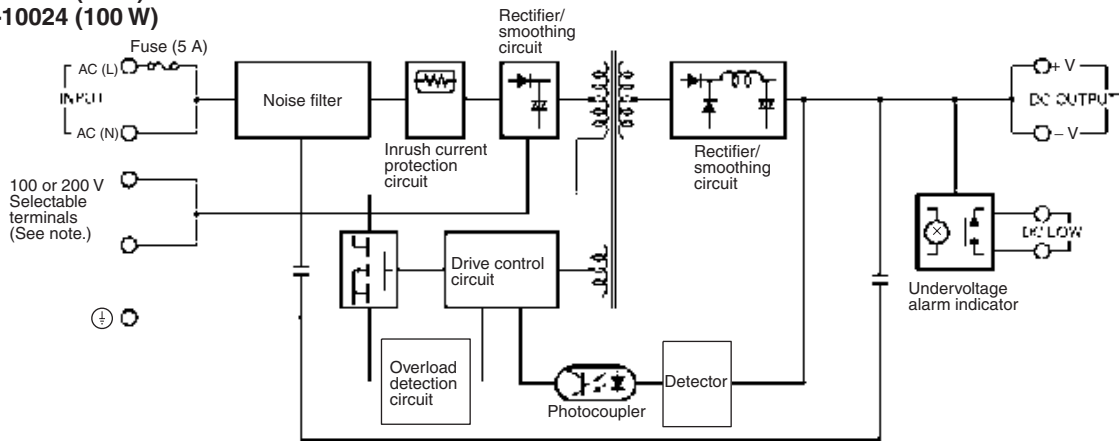 -10024 (100 W)
Fuse (5 A)
Rectifier/
smoothing
circuit
AC (L)
INPUT
AC (N)
Noise filter
Inrush current
protection
circuit
Rectifier/
smoothing
circuit
+ V
DC OUTPUT
– V
100 or 200 V
Selectable
terminals
(See note.)
Drive control
circuit
DC LOW
Undervoltage
alarm indicator
Overload
detection
circuit
Photocoupler
Detector